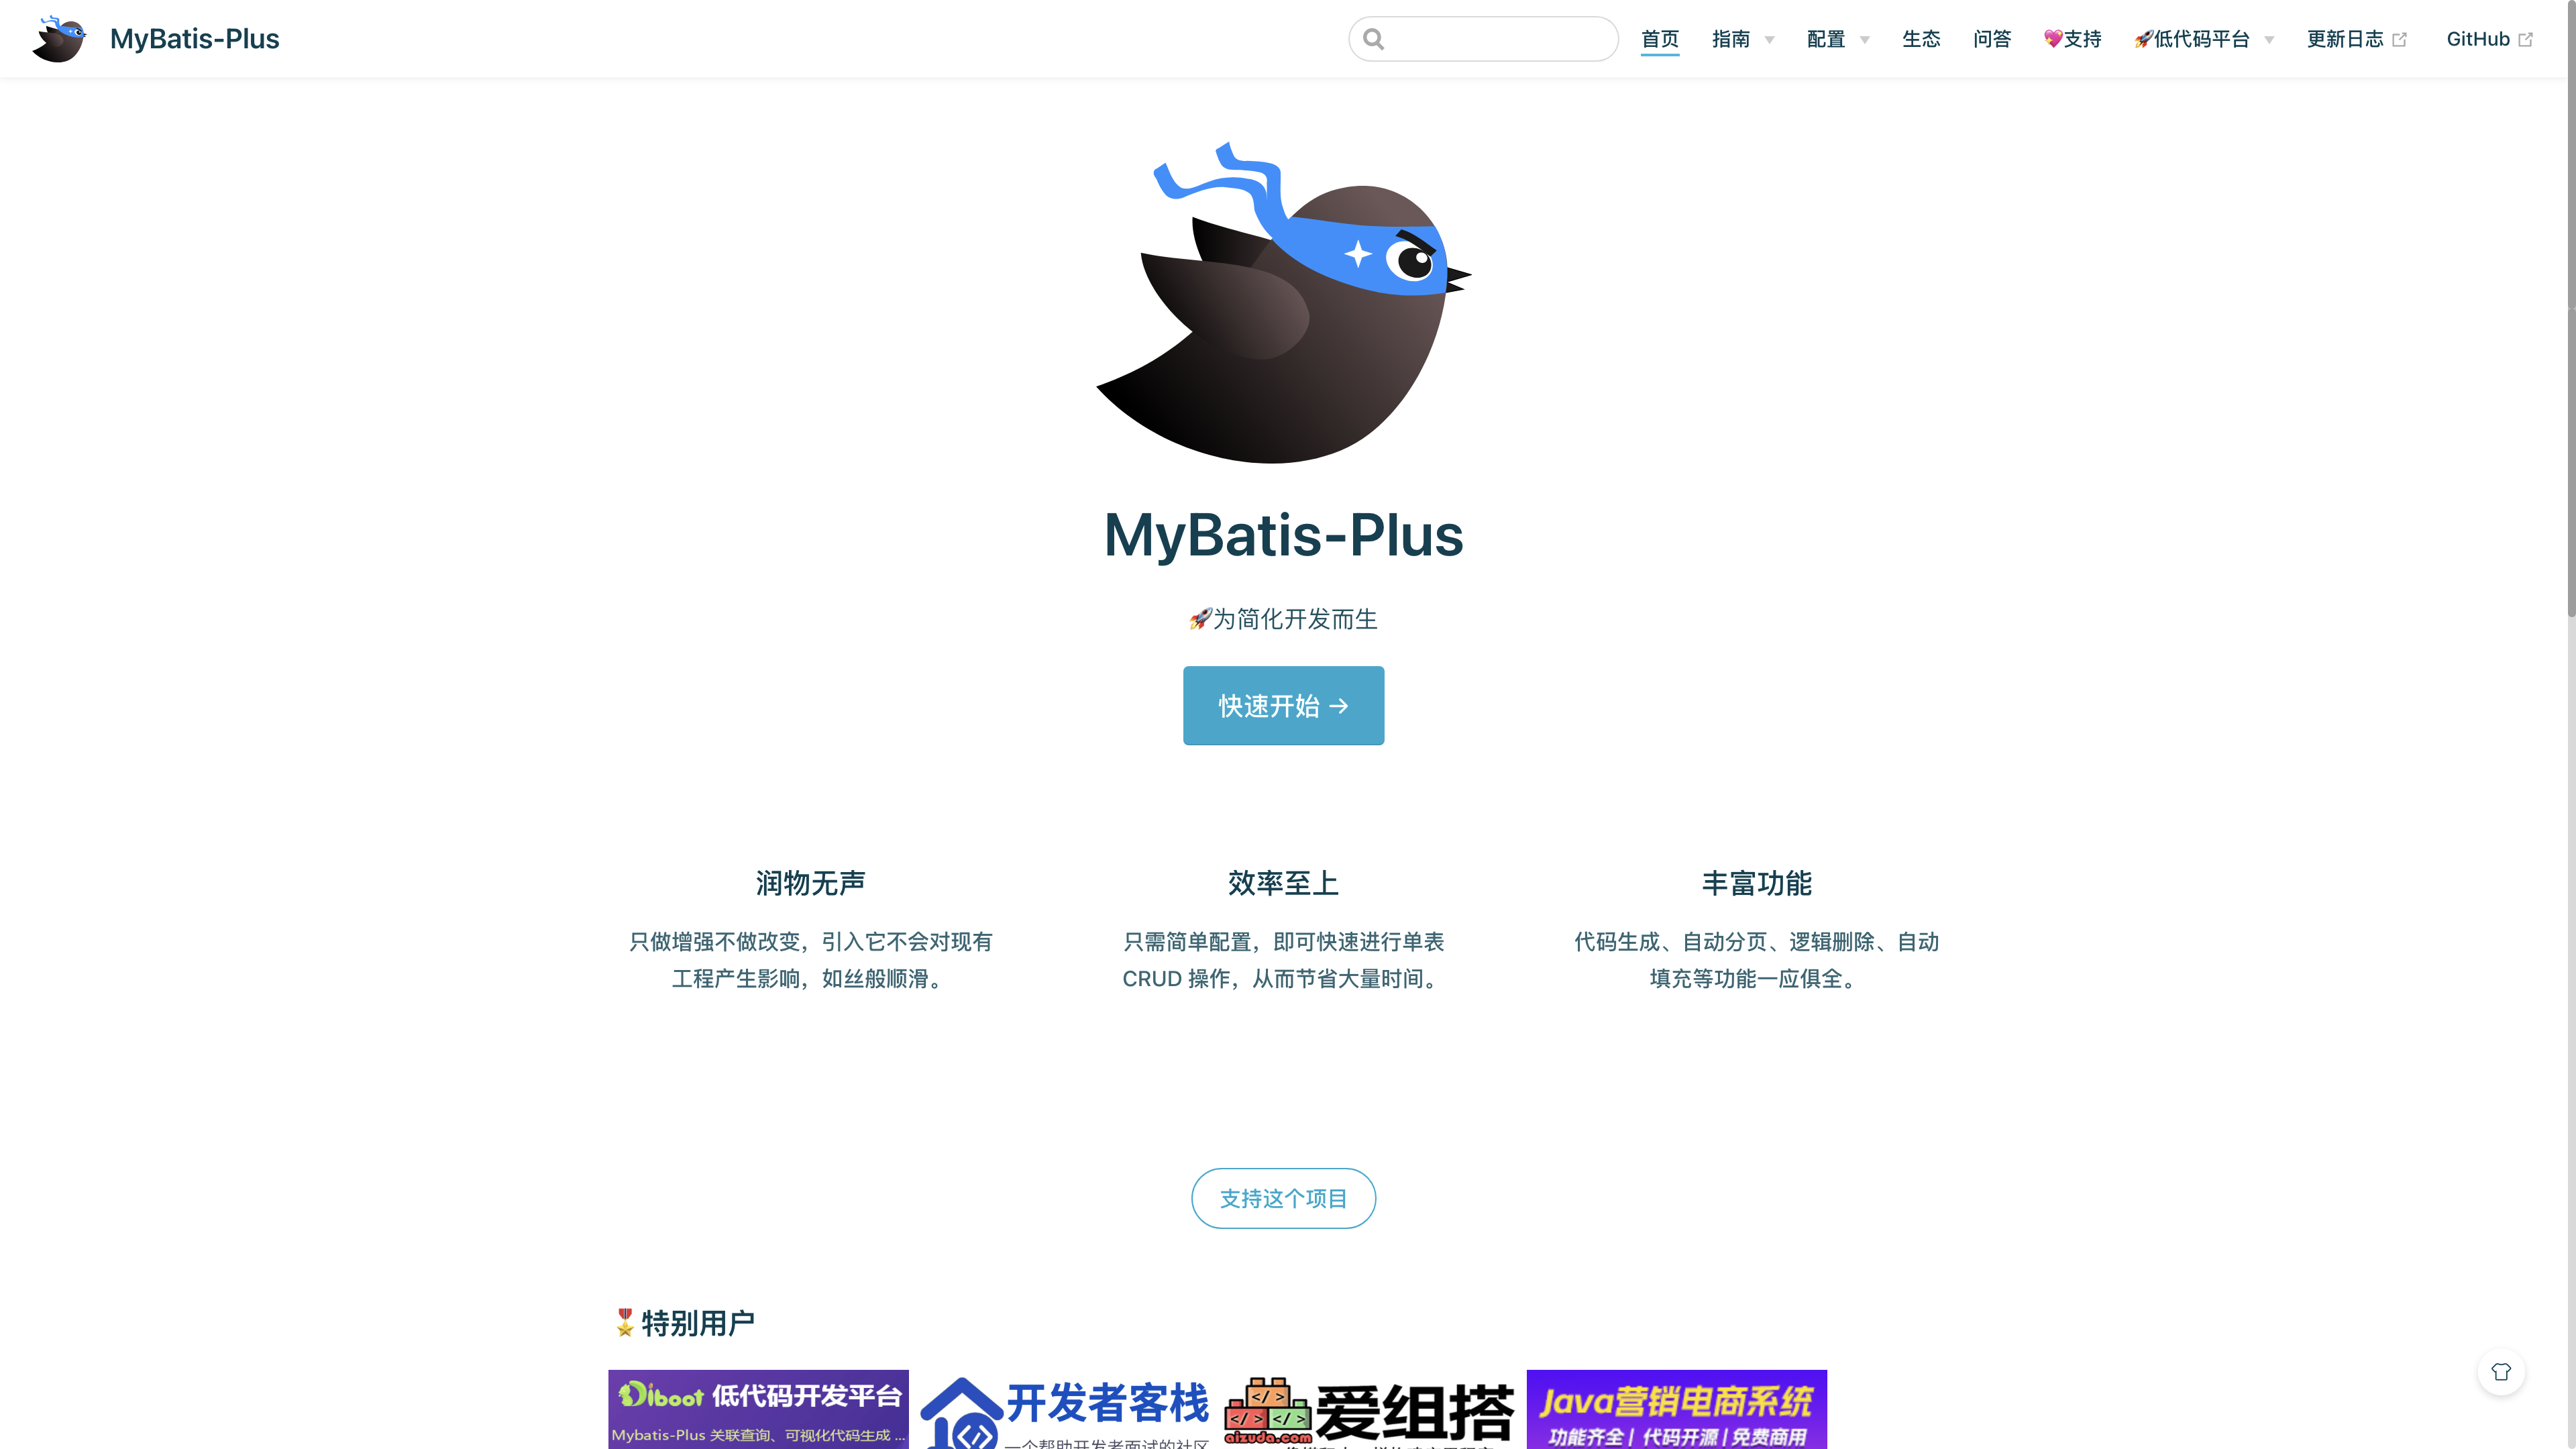 MyBatis-Plus
首页
指南
配置
生态
问答
💖支持
🚀低代码平台
更新日志
GitHub
MyBatis-Plus
🚀为简化开发而生
快速开始 →
润物无声
只做增强不做改变，引入它不会对现有
工程产生影响，如丝般顺滑。
效率至上
只需简单配置，即可快速进行单表
CRUD 操作，从而节省大量时间。
丰富功能
代码生成、自动分页、逻辑删除、自动
填充等功能一应俱全。
支持这个项目
🎖️特别用户
Diboot 低代码开发平台
Mybatis-Plus 关联查询、可视化代码生成 ...
开发者客栈
一个帮助开发者面试的社区
爱组搭
aizuda.com
Java营销电商系统
功能齐全 | 代码开源 | 免费商用